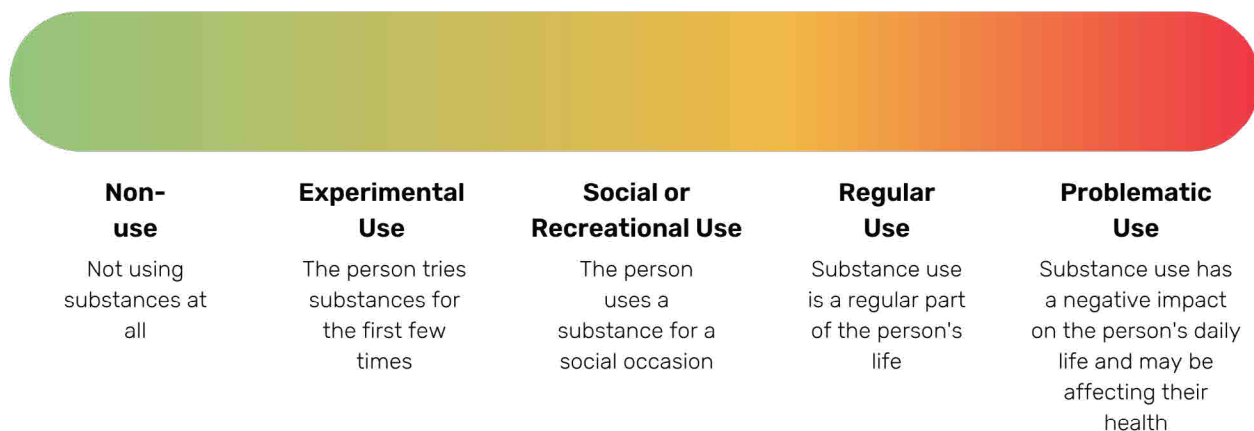 Non-
use
Not using
substances at
all
Experimental
Use
The person tries
substances for
the first few
times
Social or
Recreational Use
The person
uses a
substance for a
social occasion
Regular
Use
Substance use
is a regular part
of the person's
life
Problematic
Use
Substance use has
a negative impact
on the person's daily
life and may be
affecting their
health